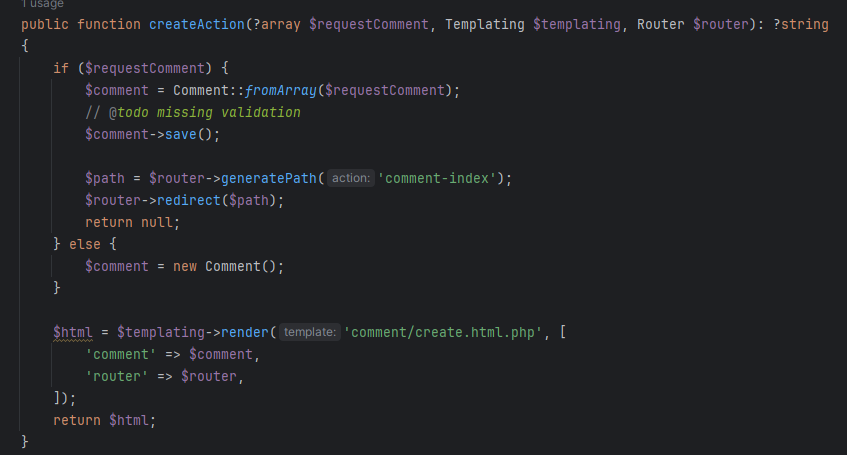 1 usage
public function createAction(?array $requestComment, Templating $templating, Router $router): ?string
{
    if ($requestComment) {
        $comment = Comment::fromArray($requestComment);
        // @todo missing validation
        $comment->save();

        $path = $router->generatePath( action: 'comment-index');
        $router->redirect($path);
        return null;
    } else {
        $comment = new Comment();
    }

    $html = $templating->render( template: 'comment/create.html.php', [
        'comment' => $comment,
        'router' => $router,
    ]);
    return $html;
}